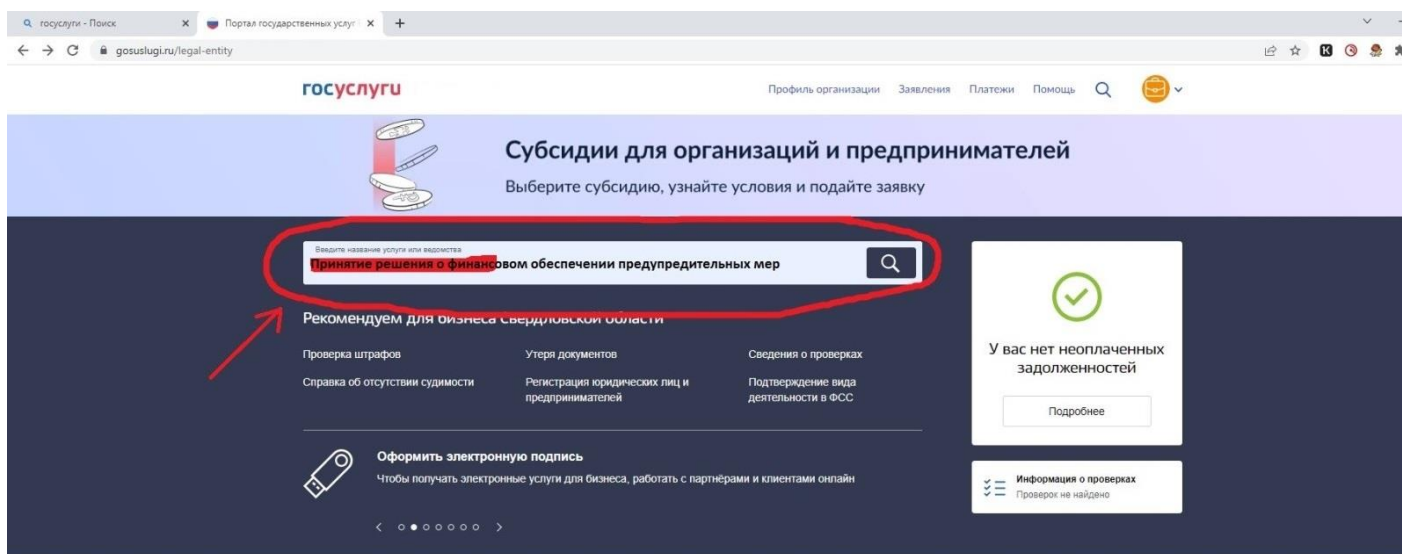 госуслуги - Поиск
Портал государственных услуг
gosuslugi.ru/legal-entity
госуслуги
Профиль организации Заявления Платежи Помощь
Субсидии для организаций и предпринимателей
Выберите субсидию, узнайте условия и подайте заявку
Введите название услуги или ведомства
Принятие решения о финансовом обеспечении предупредительных мер
Рекомендуем для бизнеса Свердловской области
Проверка штрафов
Утеря документов
Сведения о проверках
Справка об отсутствии судимости
Регистрация юридических лиц и
предпринимателей
Подтверждение вида
деятельности в ФСС
Оформить электронную подпись
Чтобы получать электронные услуги для бизнеса, работать с партнёрами и клиентами онлайн
У вас нет неоплаченных
задолженностей
Подробнее
Информация о проверках
Проверок не найдено